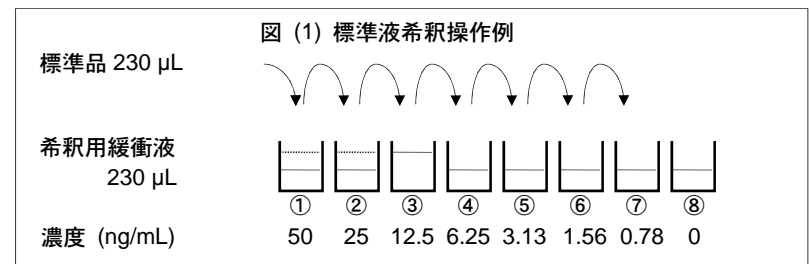 図 (1) 標準液希釈操作例
標準品 230 µL
希釈用緩衝液
230 µL
① ② ③ ④ ⑤ ⑥ ⑦ ⑧
濃度 (ng/mL) 50 25 12.5 6.25 3.13 1.56 0.78 0